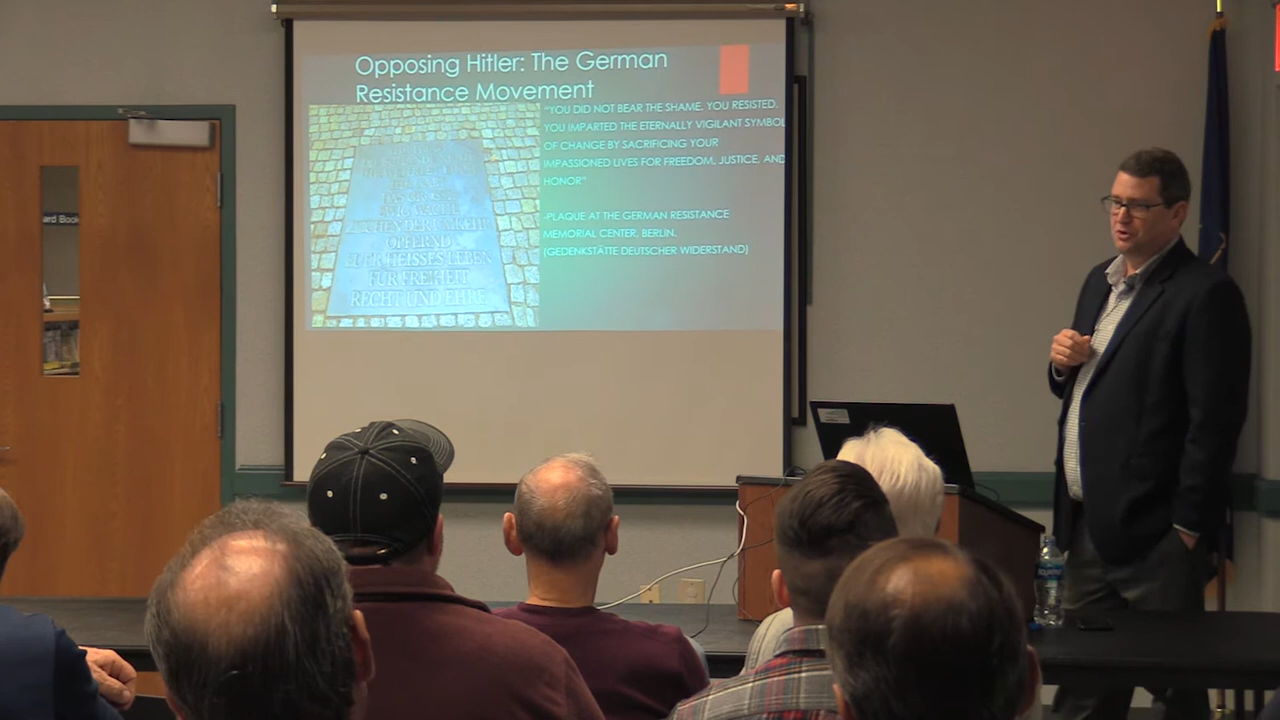 Opposing Hitler: The German
Resistance Movement
"YOU DID NOT BEAR THE SHAME. YOU RESISTED.
YOU IMPARTED THE ETERNALLY VIGILANT SYMBOL
OF CHANGE BY SACRIFICING YOUR
IMPASSIONED LIVES FOR FREEDOM, JUSTICE, AND
HONOR"
-PLAQUE AT THE GERMAN RESISTANCE
MEMORIAL CENTER, BERLIN.
(GEDENKSTÄTTE DEUTSCHER WIDERSTAND)
OPFERND
EUER HEISSES LEBEN
FÜR FREIHEIT
RECHT UND EHRE
ard Book